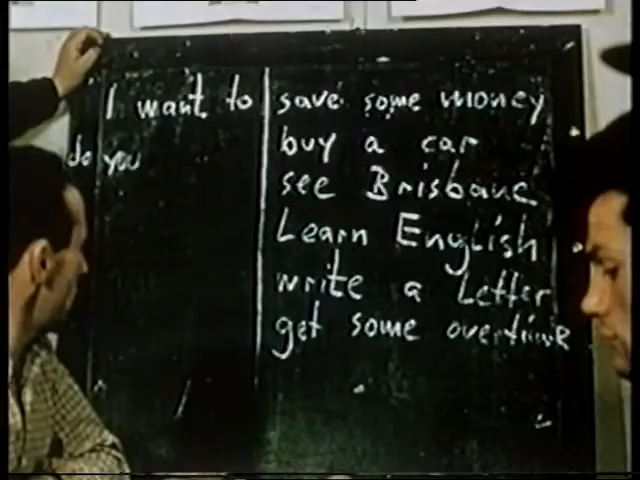 I want to save some money
do you buy a car
see Brisbane
Learn English
write a Letter
get some overtime